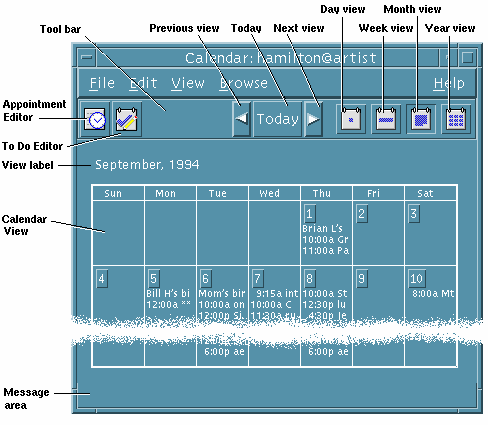 Day view
Month view
Tool bar
Previous view
Today
Next view
Week view
Year view
Calendar: hamilton@artist
File Edit View Browse Help
Appointment
Editor
Today
To Do Editor
View label
September, 1994
Sun Mon Tue Wed Thu Fri Sat
Calendar
View
1 2 3
Brian L's
10:00a Gr
11:00a Pa
4 5 6 7 8 9 10
Bill H's bi
12:00a **
Mom's bir
10:00a on
12:00p Si
9:15a int
10:00a C
11:30a ru
10:00a St
12:30p lu
4:30p le
8:00a Mt
6:00p ae
6:00p ae
Message
area